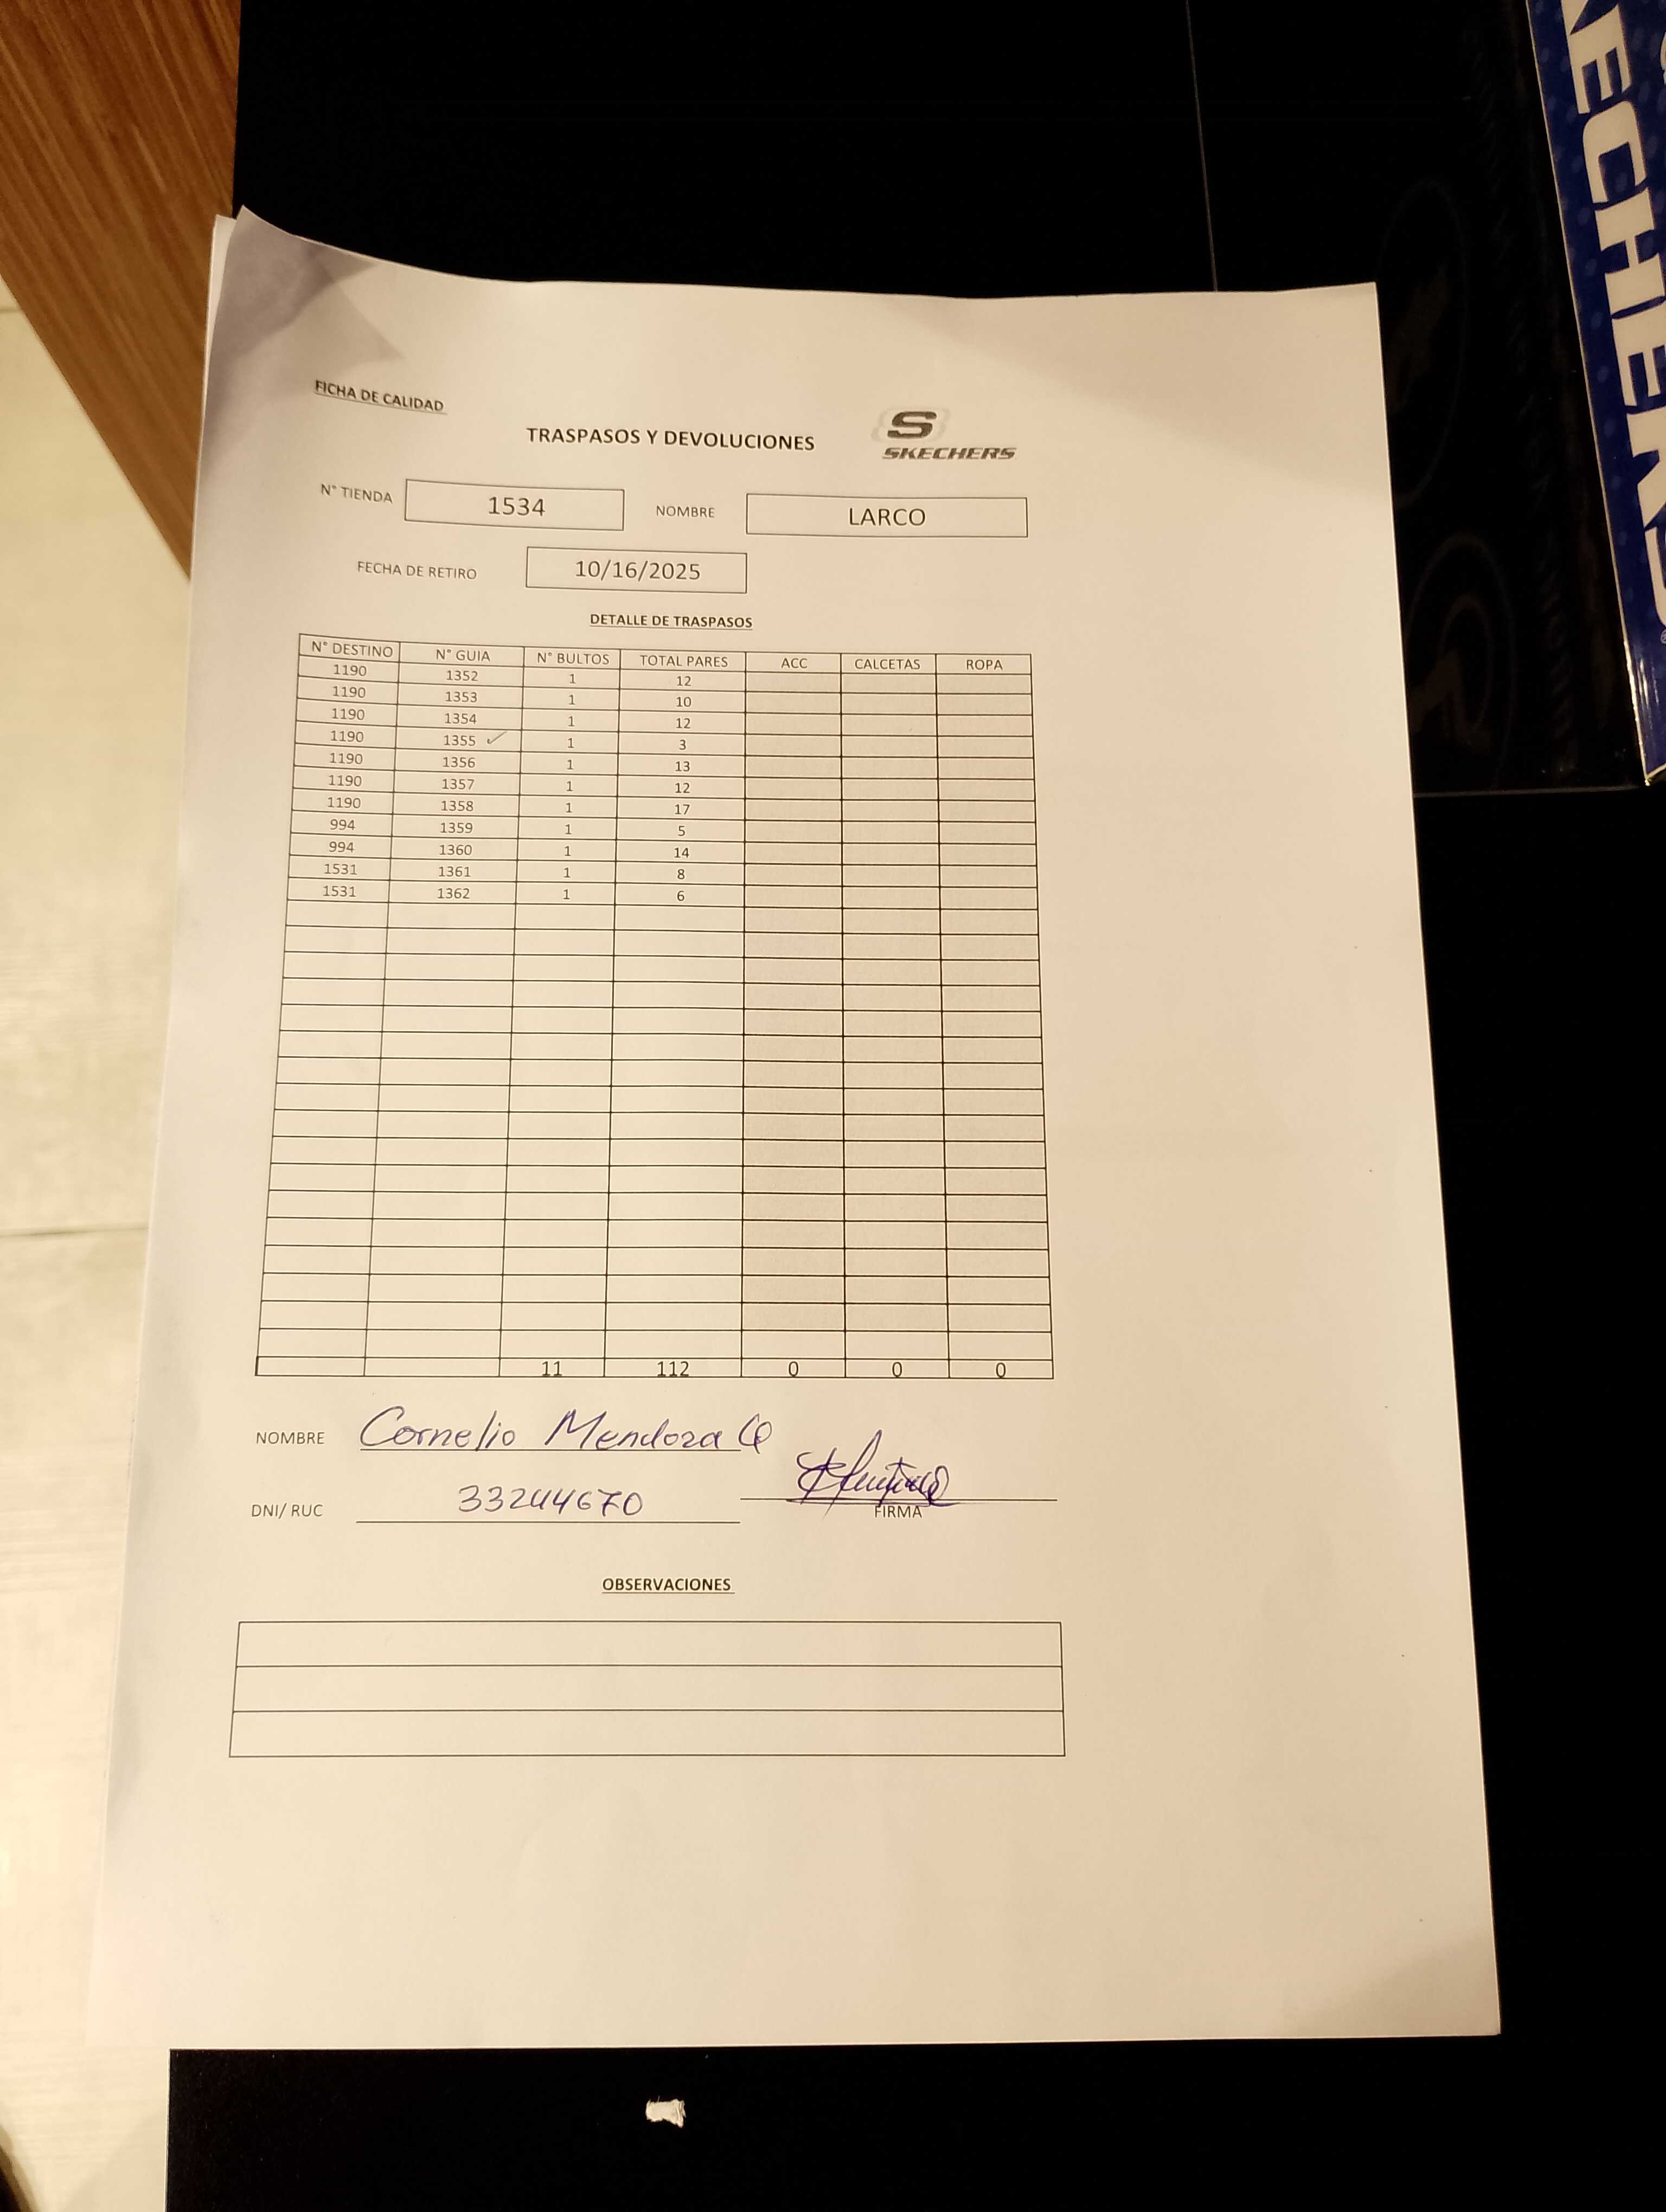 FICHA DE CALIDAD
TRASPASOS Y DEVOLUCIONES
S
SKECHERS
N° TIENDA 1534 NOMBRE LARCO
FECHA DE RETIRO 10/16/2025
DETALLE DE TRASPASOS
N° DESTINO N° GUIA N° BULTOS TOTAL PARES ACC CALCETAS ROPA
1190 1352 1 12
1190 1353 1 10
1190 1354 1 12
1190 1355 ✓ 1 3
1190 1356 1 13
1190 1357 1 12
1190 1358 1 17
994 1359 1 5
994 1360 1 14
1531 1361 1 8
1531 1362 1 6
11 112 0 0 0
NOMBRE Cornelio Mendoza Q
DNI/ RUC 33244670
FIRMA
OBSERVACIONES
NECHERS